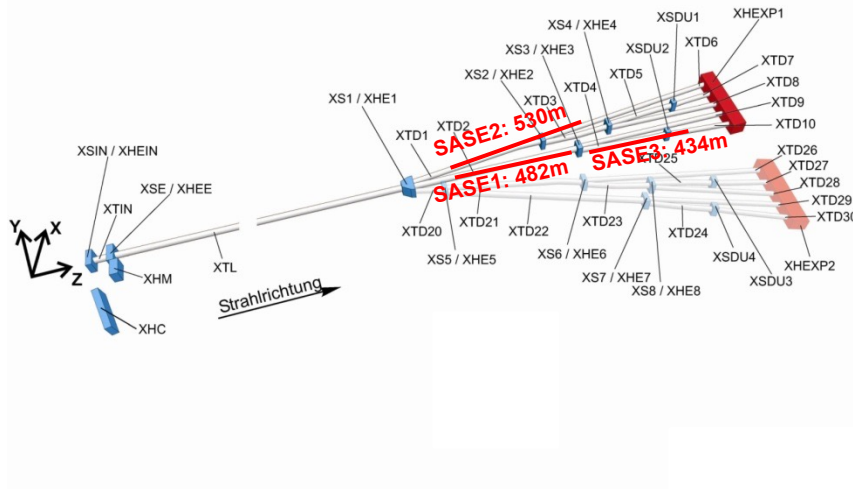 XSDU1
XHEXP1
XS4 / XHE4
XTD6
XS3 / XHE3
XSDU2
XTD7
XS2 / XHE2
XTD5
XTD8
XTD4
XS1 / XHE1
XTD3
XTD9
XTD2
XTD10
XTD1
SASE2: 530m
SASE3: 434m
XTD25
SASE1: 482m
XTD26
XSIN / XHEIN
XTD27
XSE / XHEE
XTD28
XTIN
XTD29
XTD20
XTD21
XTD22
XTD23
XTD24
XTD30
Y
X
Z
XHM
XTL
XS5 / XHE5
XS6 / XHE6
XSDU4
XHEXP2
XS7 / XHE7
XSDU3
XS8 / XHE8
Strahlrichtung
XHC